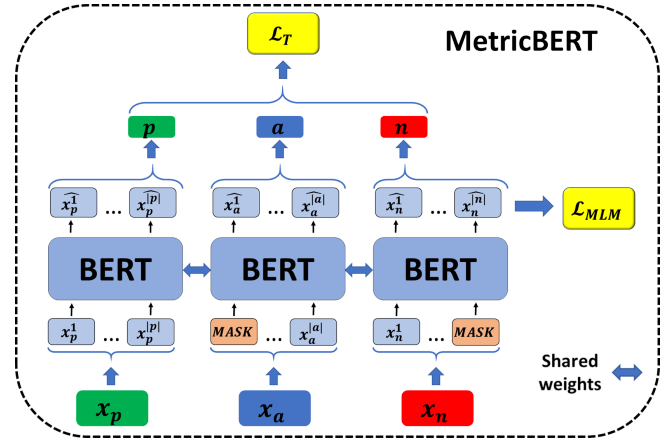 MetricBERT
ℒ_T
p a n
x̂_p^1 ... x̂_p^{|p|} x̂_a^1 ... x̂_a^{|a|} x̂_n^1 ... x̂_n^{|n|}
ℒ_MLM
BERT BERT BERT
x_p^1 ... x_p^{|p|} MASK ... x_a^{|a|} x_n^1 ... MASK
Shared
weights
x_p x_a x_n